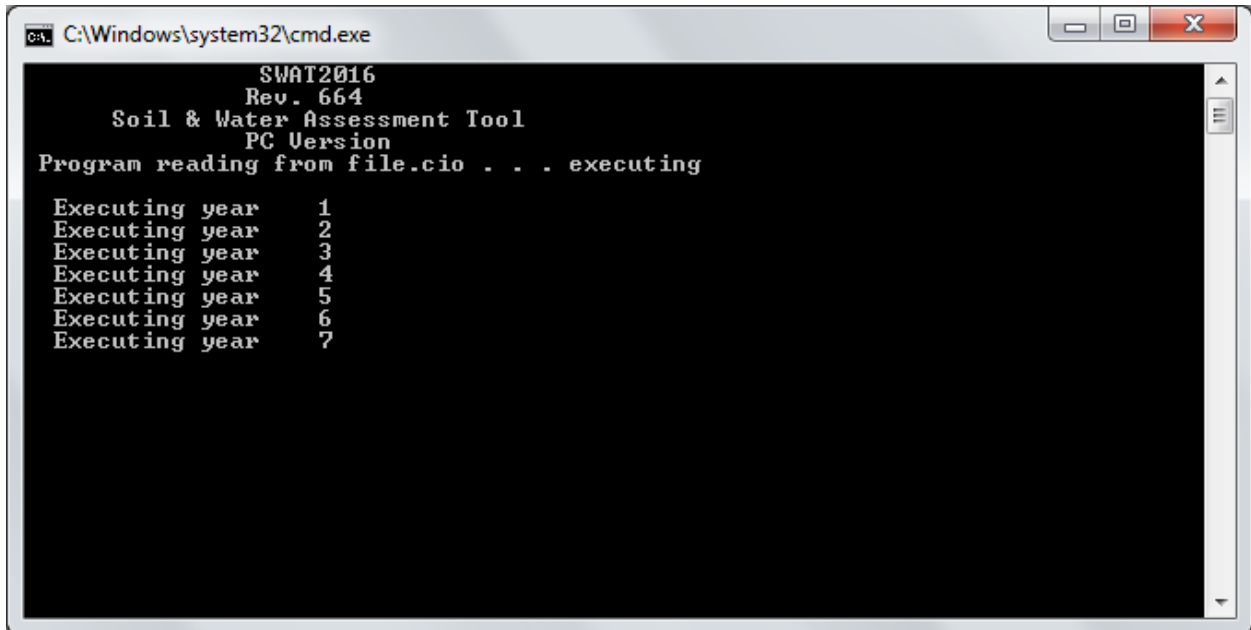 C:\Windows\system32\cmd.exe
SWAT2016
Rev. 664
Soil & Water Assessment Tool
PC Version
Program reading from file.cio . . . executing
Executing year 1
Executing year 2
Executing year 3
Executing year 4
Executing year 5
Executing year 6
Executing year 7